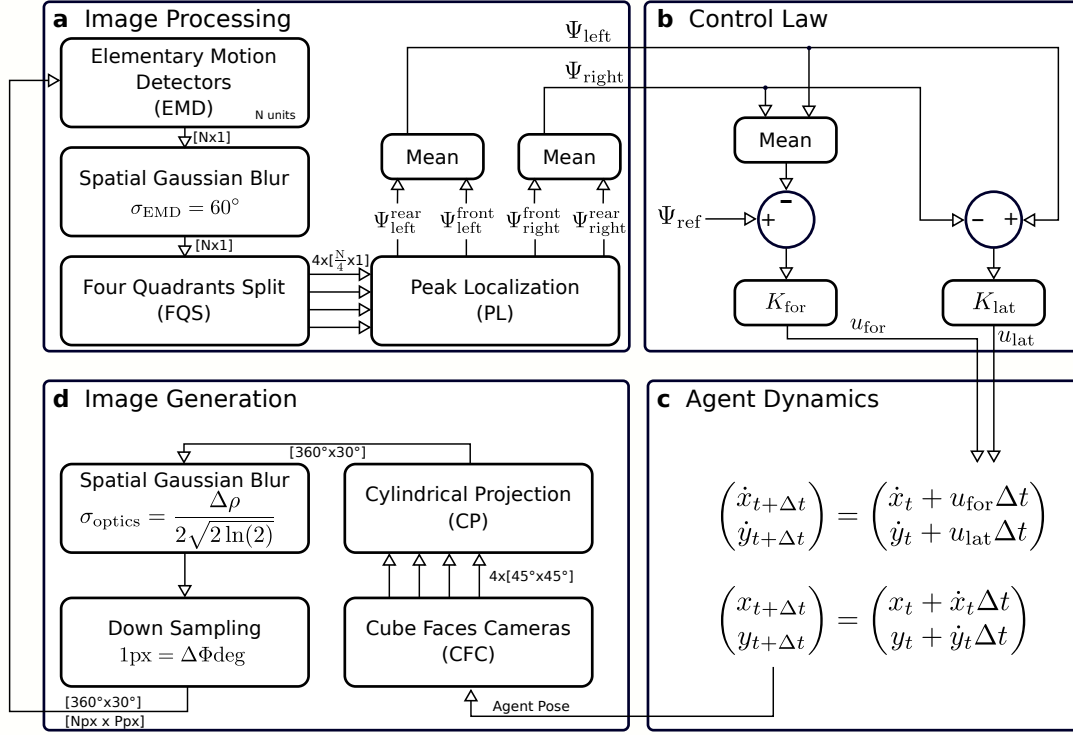 a Image Processing
Elementary Motion
Detectors
(EMD)
N units
[Nx1]
Spatial Gaussian Blur
σ_EMD = 60°
[Nx1]
Four Quadrants Split
(FQS)
4x[N/4x1]
Peak Localization
(PL)
Ψ_left^rear
Ψ_left^front
Ψ_right^front
Ψ_right^rear
Mean
Mean
Ψ_left
Ψ_right
b Control Law
Mean
-
Ψ_ref
+
- +
K_for
K_lat
u_for
u_lat
d Image Generation
[360°x30°]
Spatial Gaussian Blur
σ_optics = Δρ / 2√(2 ln(2))
Cylindrical Projection
(CP)
4x[45°x45°]
Down Sampling
1px = ΔΦdeg
Cube Faces Cameras
(CFC)
[360°x30°]
[Npx x Ppx]
Agent Pose
c Agent Dynamics
(ẋ_{t+Δt}) = (ẋ_t + u_for Δt)
(ẏ_{t+Δt}) = (ẏ_t + u_lat Δt)
(x_{t+Δt}) = (x_t + ẋ_t Δt)
(y_{t+Δt}) = (y_t + ẏ_t Δt)